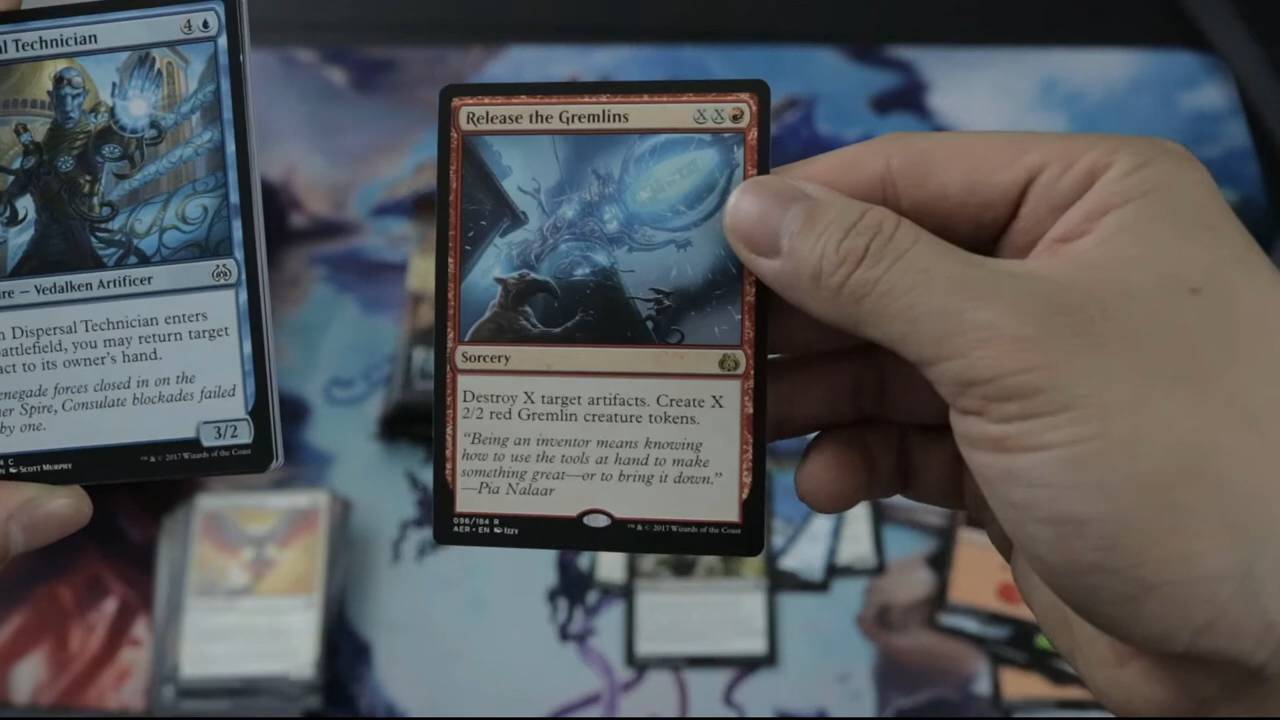 l Technician
4
re — Vedalken Artificer
n Dispersal Technician enters
attlefield, you may return target
act to its owner's hand.
enegade forces closed in on the
er Spire, Consulate blockades failed
by one.
3/2
C
N Scott Murphy
™ & © 2017 Wizards of the Coast
Release the Gremlins
XX
Sorcery
Destroy X target artifacts. Create X
2/2 red Gremlin creature tokens.
"Being an inventor means knowing
how to use the tools at hand to make
something great—or to bring it down."
—Pia Nalaar
096/184 R
AER • EN Izzy
™ & © 2017 Wizards of the Coast